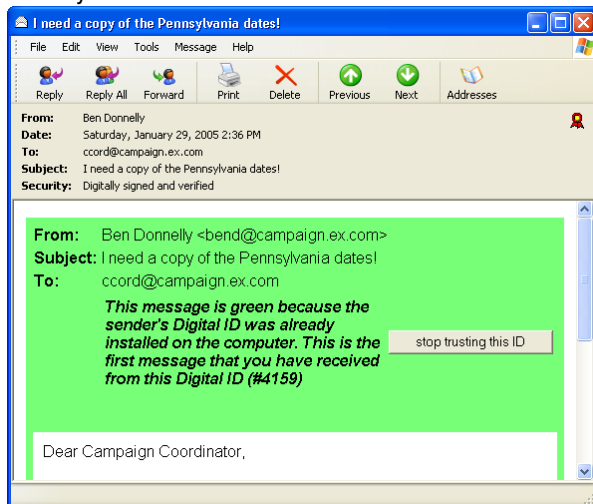 I need a copy of the Pennsylvania dates!
File Edit View Tools Message Help
Reply Reply All Forward Print Delete Previous Next Addresses
From: Ben Donnelly
Date: Saturday, January 29, 2005 2:36 PM
To: ccord@campaign.ex.com
Subject: I need a copy of the Pennsylvania dates!
Security: Digitally signed and verified
From: Ben Donnelly <bend@campaign.ex.com>
Subject: I need a copy of the Pennsylvania dates!
To: ccord@campaign.ex.com
This message is green because the
sender's Digital ID was already
installed on the computer. This is the
first message that you have received
from this Digital ID (#4159)
stop trusting this ID
Dear Campaign Coordinator,